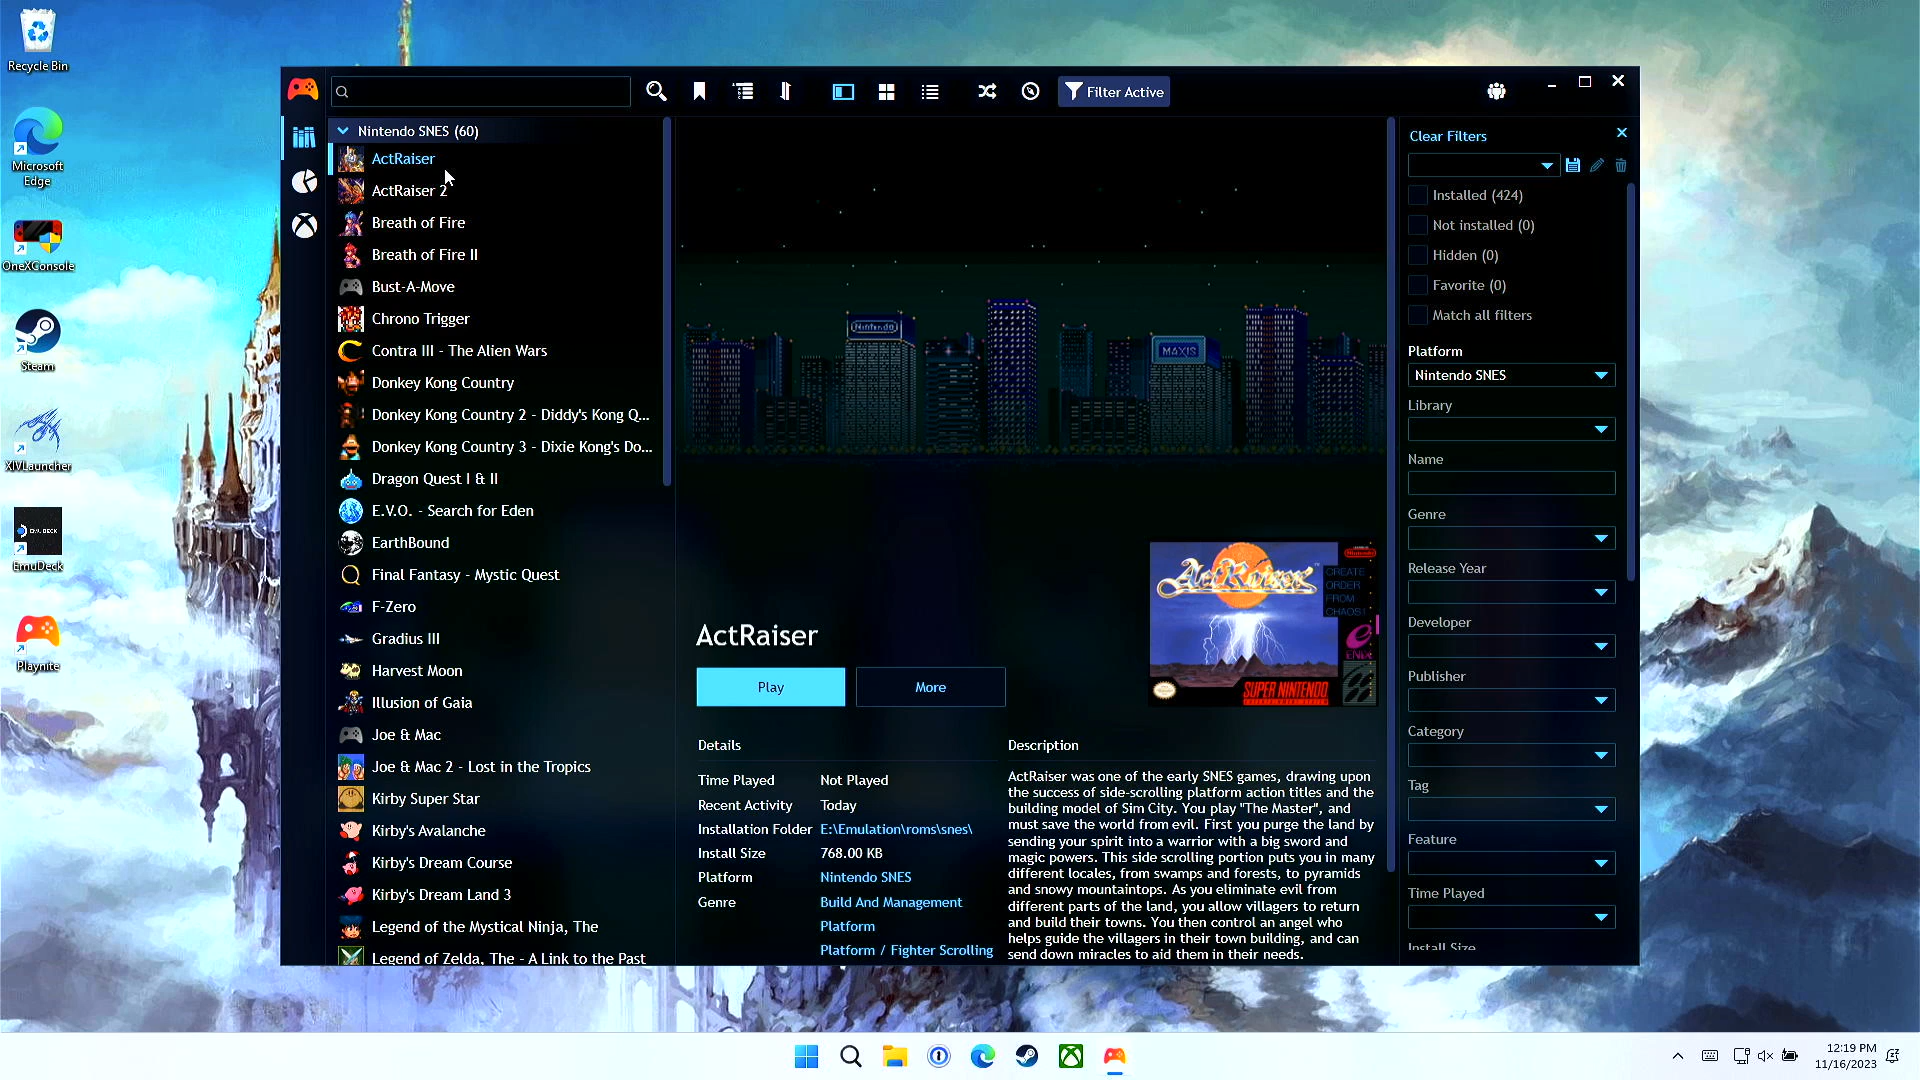 Recycle Bin
Microsoft
Edge
OneXConsole
Steam
XIVLauncher
EMUDECK
EmuDeck
Playnite
Filter Active
Nintendo SNES (60)
ActRaiser
ActRaiser 2
Breath of Fire
Breath of Fire II
Bust-A-Move
Chrono Trigger
Contra III - The Alien Wars
Donkey Kong Country
Donkey Kong Country 2 - Diddy's Kong Q...
Donkey Kong Country 3 - Dixie Kong's Do...
Dragon Quest I & II
E.V.O. - Search for Eden
EarthBound
Final Fantasy - Mystic Quest
F-Zero
Gradius III
Harvest Moon
Illusion of Gaia
Joe & Mac
Joe & Mac 2 - Lost in the Tropics
Kirby Super Star
Kirby's Avalanche
Kirby's Dream Course
Kirby's Dream Land 3
Legend of the Mystical Ninja, The
Legend of Zelda, The - A Link to the Past
Nintendo
MAXIS
ActRaiser
CREATE
ORDER
FROM
CHAOS!
SUPER NINTENDO
ENTERTAINMENT SYSTEM
ActRaiser
Play
More
Details
Time Played Not Played
Recent Activity Today
Installation Folder E:\Emulation\roms\snes\
Install Size 768.00 KB
Platform Nintendo SNES
Genre Build And Management
Platform
Platform / Fighter Scrolling
Description
ActRaiser was one of the early SNES games, drawing upon
the success of side-scrolling platform action titles and the
building model of Sim City. You play "The Master", and
must save the world from evil. First you purge the land by
sending your spirit into a warrior with a big sword and
magic powers. This side scrolling portion puts you in many
different locales, from swamps and forests, to pyramids
and snowy mountaintops. As you eliminate evil from
different parts of the land, you allow villagers to return
and build their towns. You then control an angel who
helps guide the villagers in their town building, and can
send down miracles to aid them in their needs.
Clear Filters
Installed (424)
Not installed (0)
Hidden (0)
Favorite (0)
Match all filters
Platform
Nintendo SNES
Library
Name
Genre
Release Year
Developer
Publisher
Category
Tag
Feature
Time Played
Install Size
12:19 PM
11/16/2023